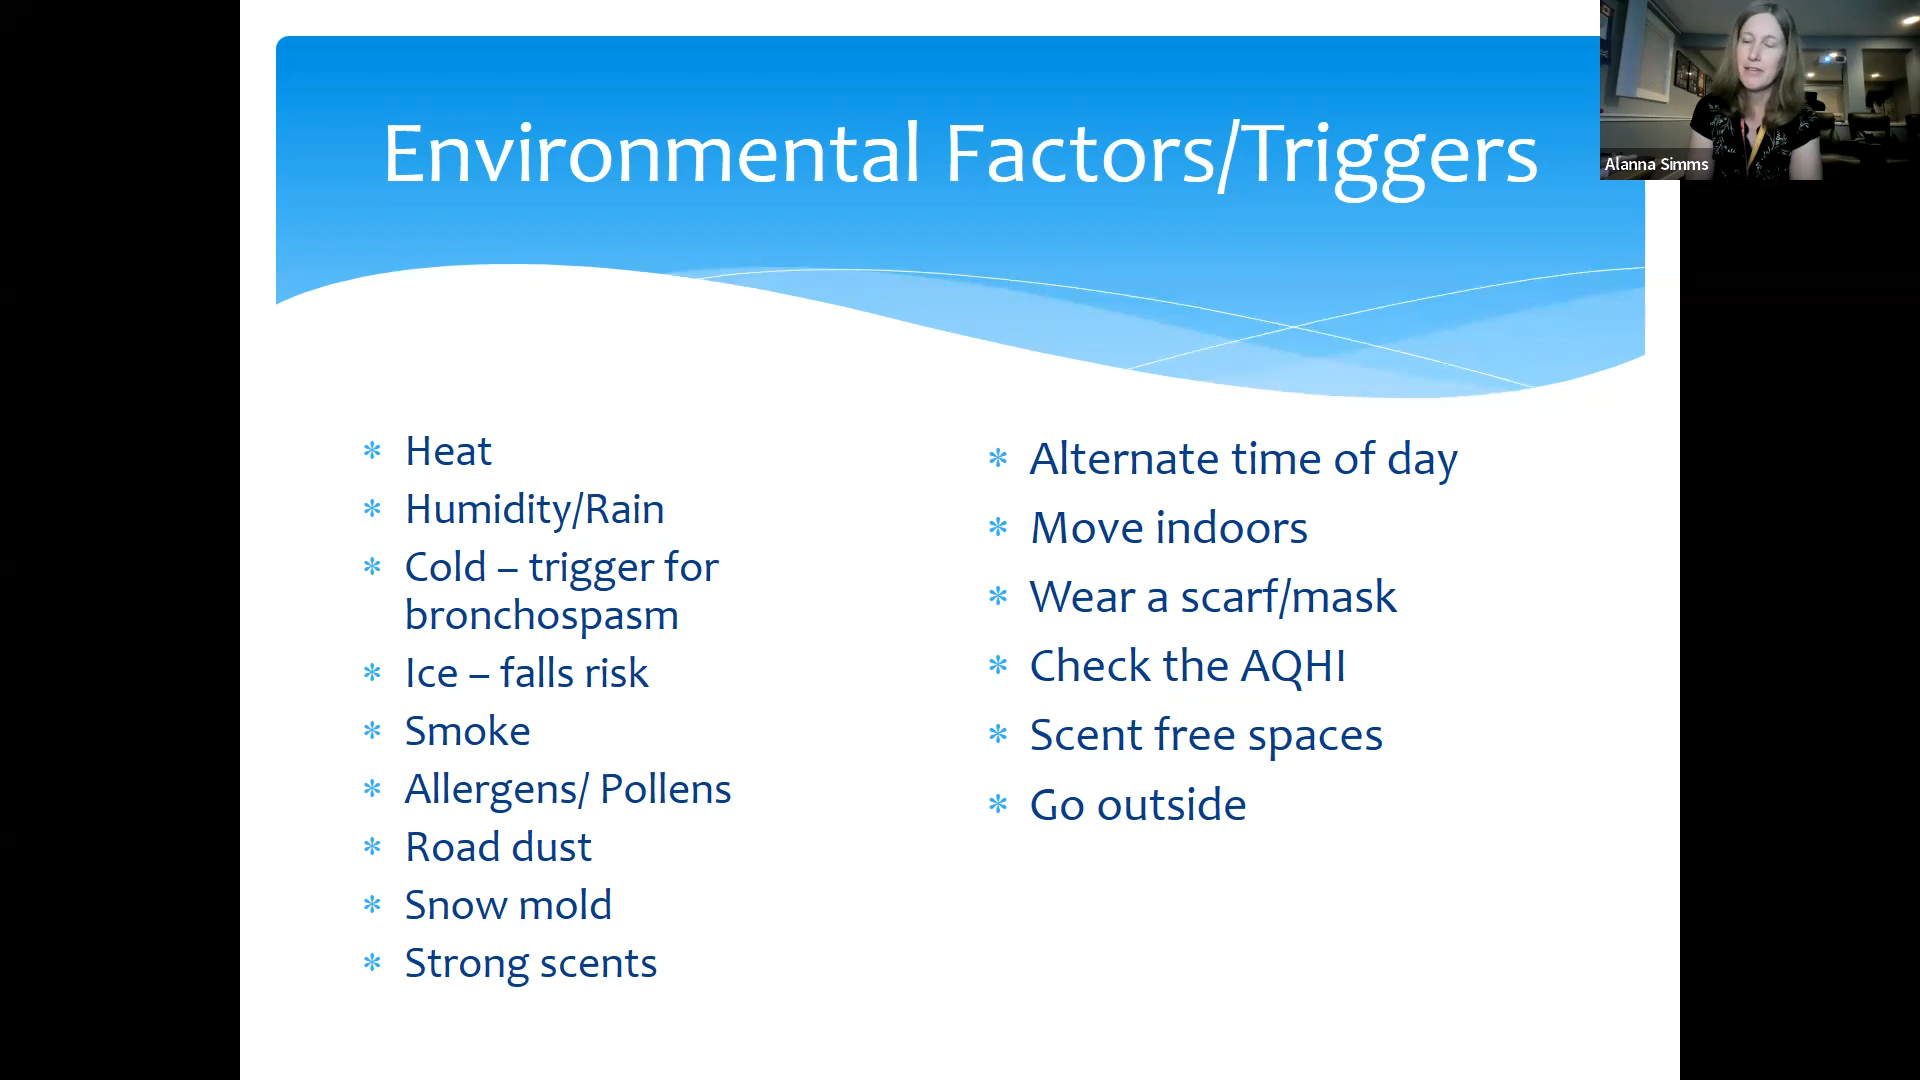 Environmental Factors/Triggers
Alanna Simms
* Heat
* Humidity/Rain
* Cold – trigger for
bronchospasm
* Ice – falls risk
* Smoke
* Allergens/ Pollens
* Road dust
* Snow mold
* Strong scents
* Alternate time of day
* Move indoors
* Wear a scarf/mask
* Check the AQHI
* Scent free spaces
* Go outside